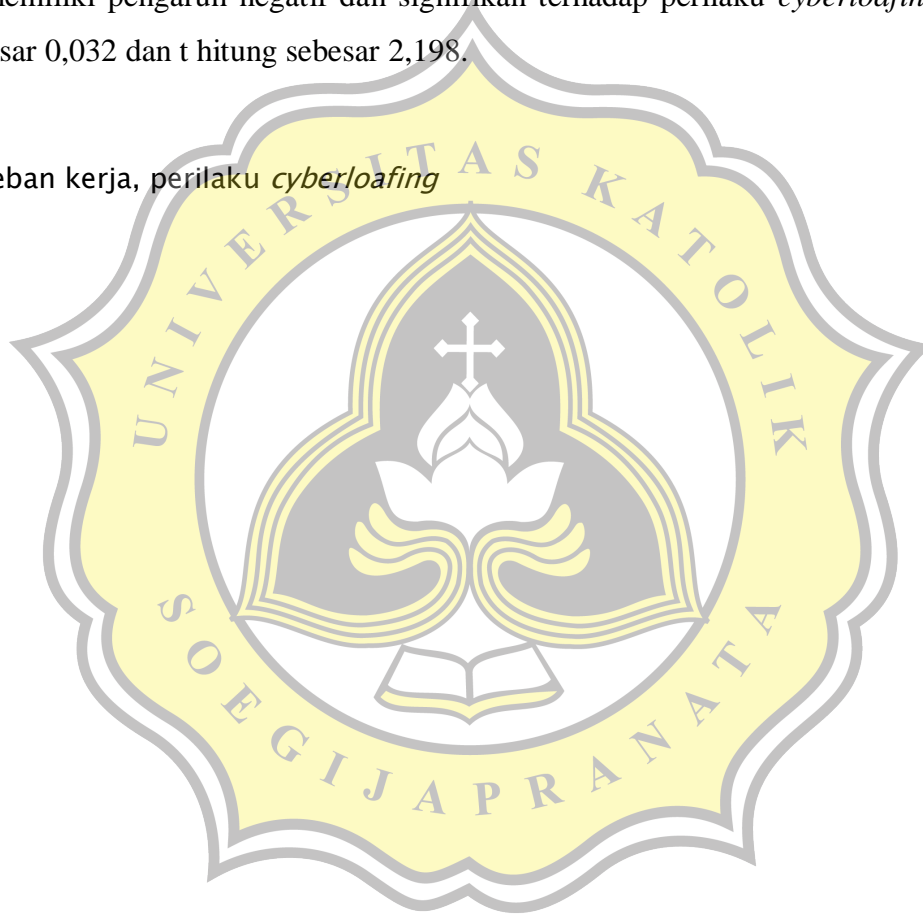 memiliki pengaruh negatif dan signifikan terhadap perilaku cyberloafing
sar 0,032 dan t hitung sebesar 2,198.
eban kerja, perilaku cyberloafing
UNIVERSITAS KATOLIK
SOEGIJAPRANATA